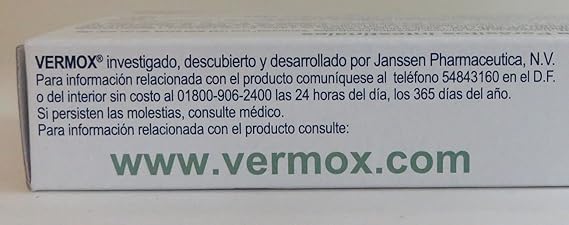 VERMOX® investigado, descubierto y desarrollado por Janssen Pharmaceutica, N.V.
Para información relacionada con el producto comuníquese al teléfono 54843160 en el D.F.
o del interior sin costo al 01800-906-2400 las 24 horas del día, los 365 días del año.
Si persisten las molestias, consulte médico.
Para información relacionada con el producto consulte:
www.vermox.com